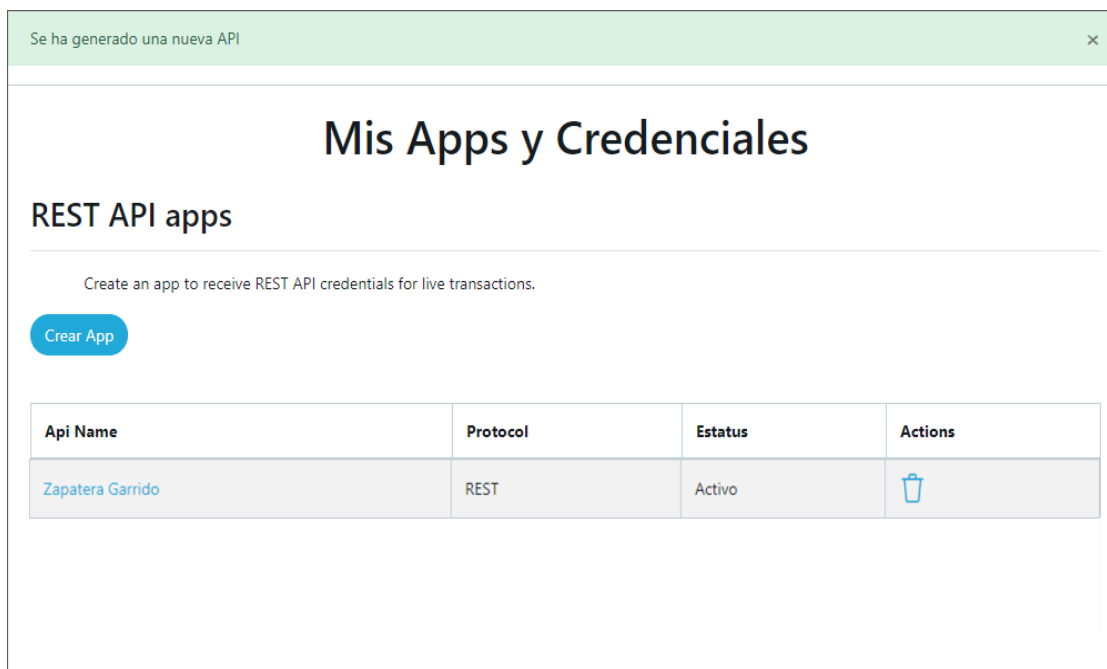 Se ha generado una nueva API ×
Mis Apps y Credenciales
REST API apps
Create an app to receive REST API credentials for live transactions.
Crear App
Api Name Protocol Estatus Actions
Zapatera Garrido REST Activo